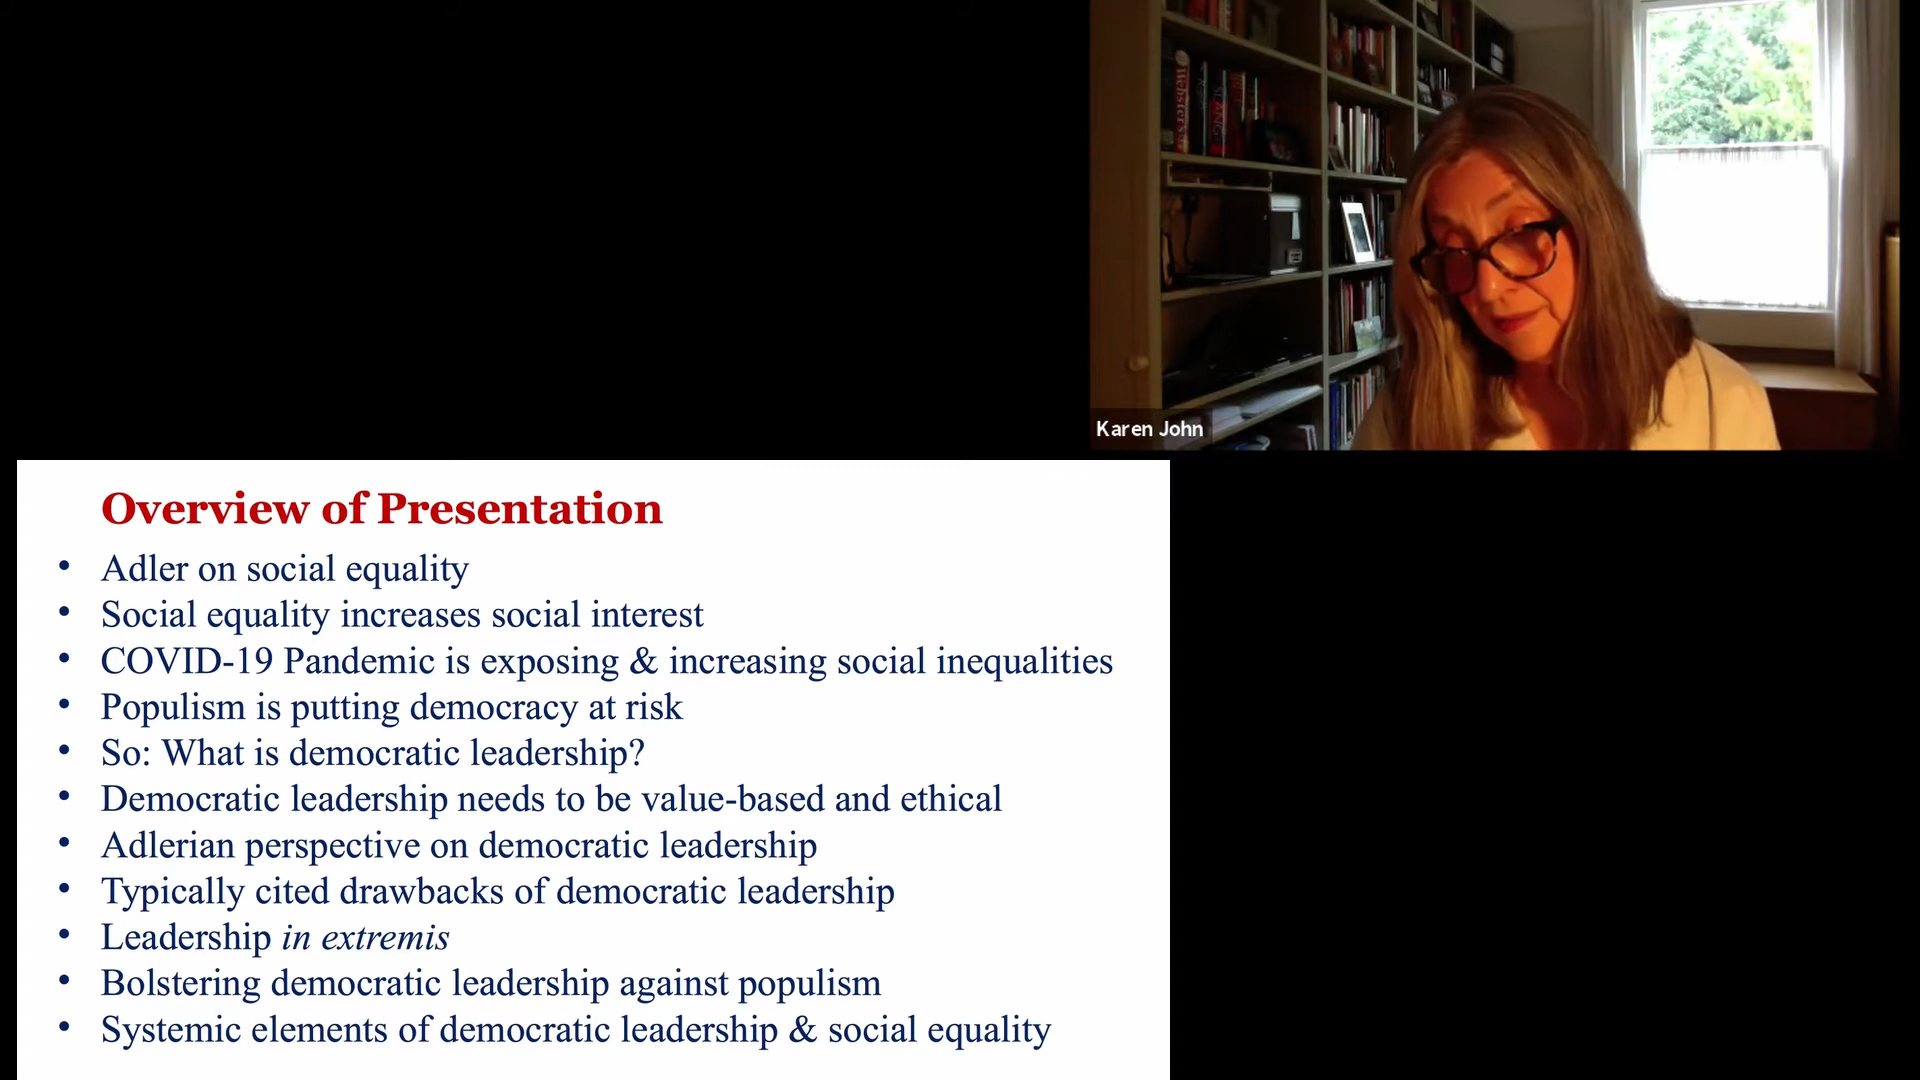 Webster's
SLANG
Karen John
Overview of Presentation
• Adler on social equality
• Social equality increases social interest
• COVID-19 Pandemic is exposing & increasing social inequalities
• Populism is putting democracy at risk
• So: What is democratic leadership?
• Democratic leadership needs to be value-based and ethical
• Adlerian perspective on democratic leadership
• Typically cited drawbacks of democratic leadership
• Leadership in extremis
• Bolstering democratic leadership against populism
• Systemic elements of democratic leadership & social equality